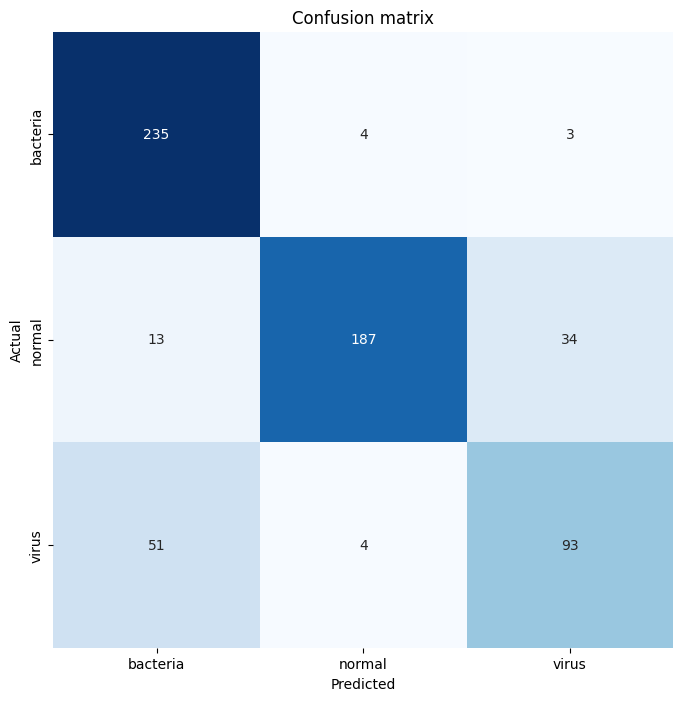 Confusion matrix
Actual
bacteria
235 4 3
normal
13 187 34
virus
51 4 93
bacteria normal virus
Predicted